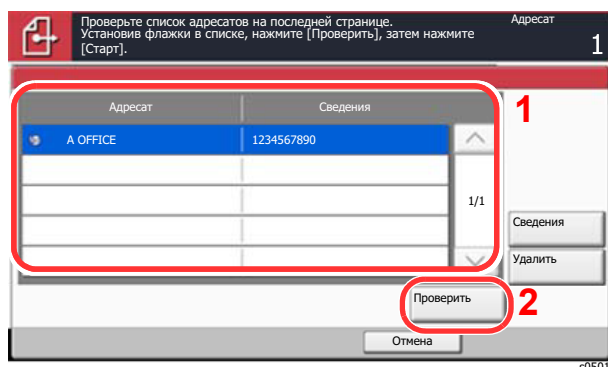 Проверьте список адресатов на последней странице.
Установив флажки в списке, нажмите [Проверить], затем нажмите
[Старт].
Адресат
1
Адресат
Сведения
1
A OFFICE
1234567890
1/1
Сведения
Удалить
Проверить
2
Отмена